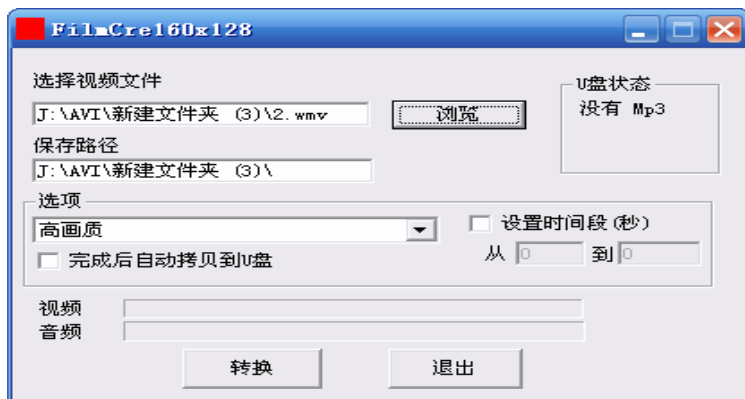 FilmCre160x128
选择视频文件
J:\AVI\新建文件夹 (3)\2.wmv
浏览
U盘状态
没有 Mp3
保存路径
J:\AVI\新建文件夹 (3)\
选项
高画质
设置时间段(秒)
完成后自动拷贝到U盘
从 0 到 0
视频
音频
转换
退出